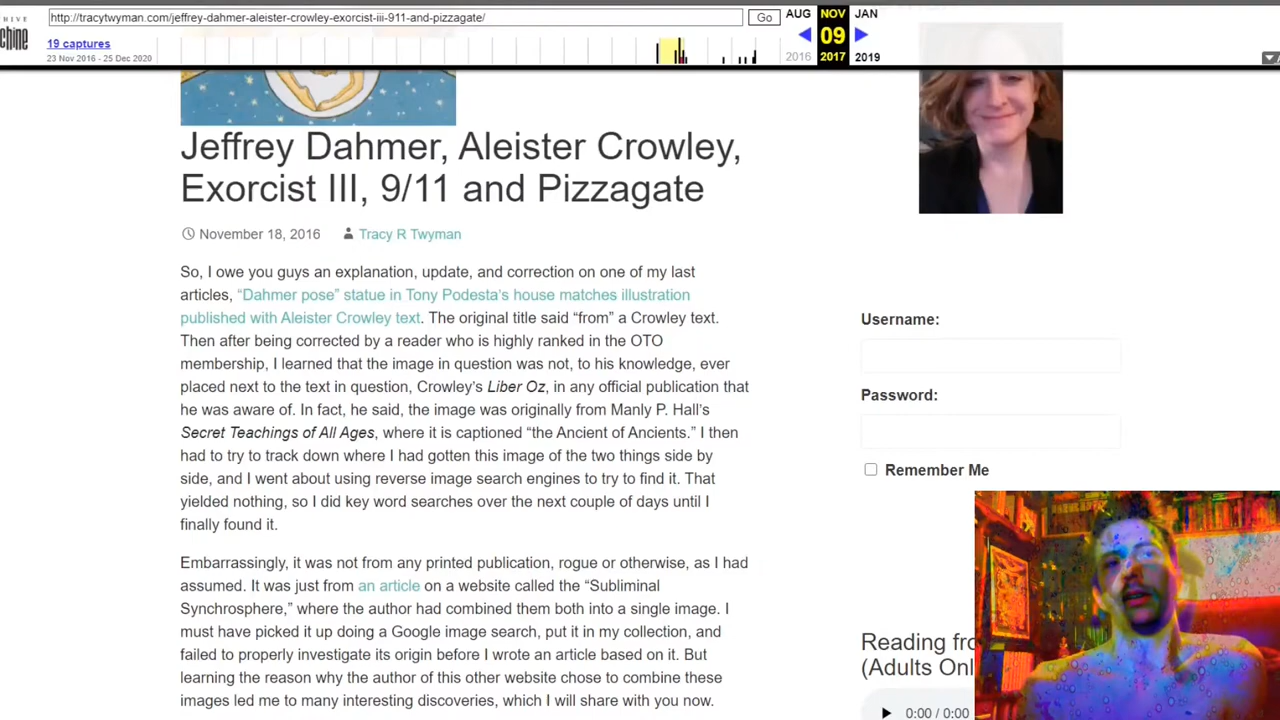 http://tracytwyman.com/jeffrey-dahmer-aleister-crowley-exorcist-iii-911-and-pizzagate/
Go
AUG
NOV
JAN
19 captures
09
23 Nov 2016 - 25 Dec 2020
2016
2017
2019
Jeffrey Dahmer, Aleister Crowley,
Exorcist III, 9/11 and Pizzagate
November 18, 2016
Tracy R Twyman
So, I owe you guys an explanation, update, and correction on one of my last
articles, “Dahmer pose” statue in Tony Podesta’s house matches illustration
published with Aleister Crowley text. The original title said “from” a Crowley text.
Then after being corrected by a reader who is highly ranked in the OTO
membership, I learned that the image in question was not, to his knowledge, ever
placed next to the text in question, Crowley’s Liber Oz, in any official publication that
he was aware of. In fact, he said, the image was originally from Manly P. Hall’s
Secret Teachings of All Ages, where it is captioned “the Ancient of Ancients.” I then
had to try to track down where I had gotten this image of the two things side by
side, and I went about using reverse image search engines to try to find it. That
yielded nothing, so I did key word searches over the next couple of days until I
finally found it.
Embarrassingly, it was not from any printed publication, rogue or otherwise, as I had
assumed. It was just from an article on a website called the “Subliminal
Synchrosphere,” where the author had combined them both into a single image. I
must have picked it up doing a Google image search, put it in my collection, and
failed to properly investigate its origin before I wrote an article based on it. But
learning the reason why the author of this other website chose to combine these
images led me to many interesting discoveries, which I will share with you now.
Username:
Password:
Remember Me
Reading fro
(Adults Onl
0:00 / 0:00